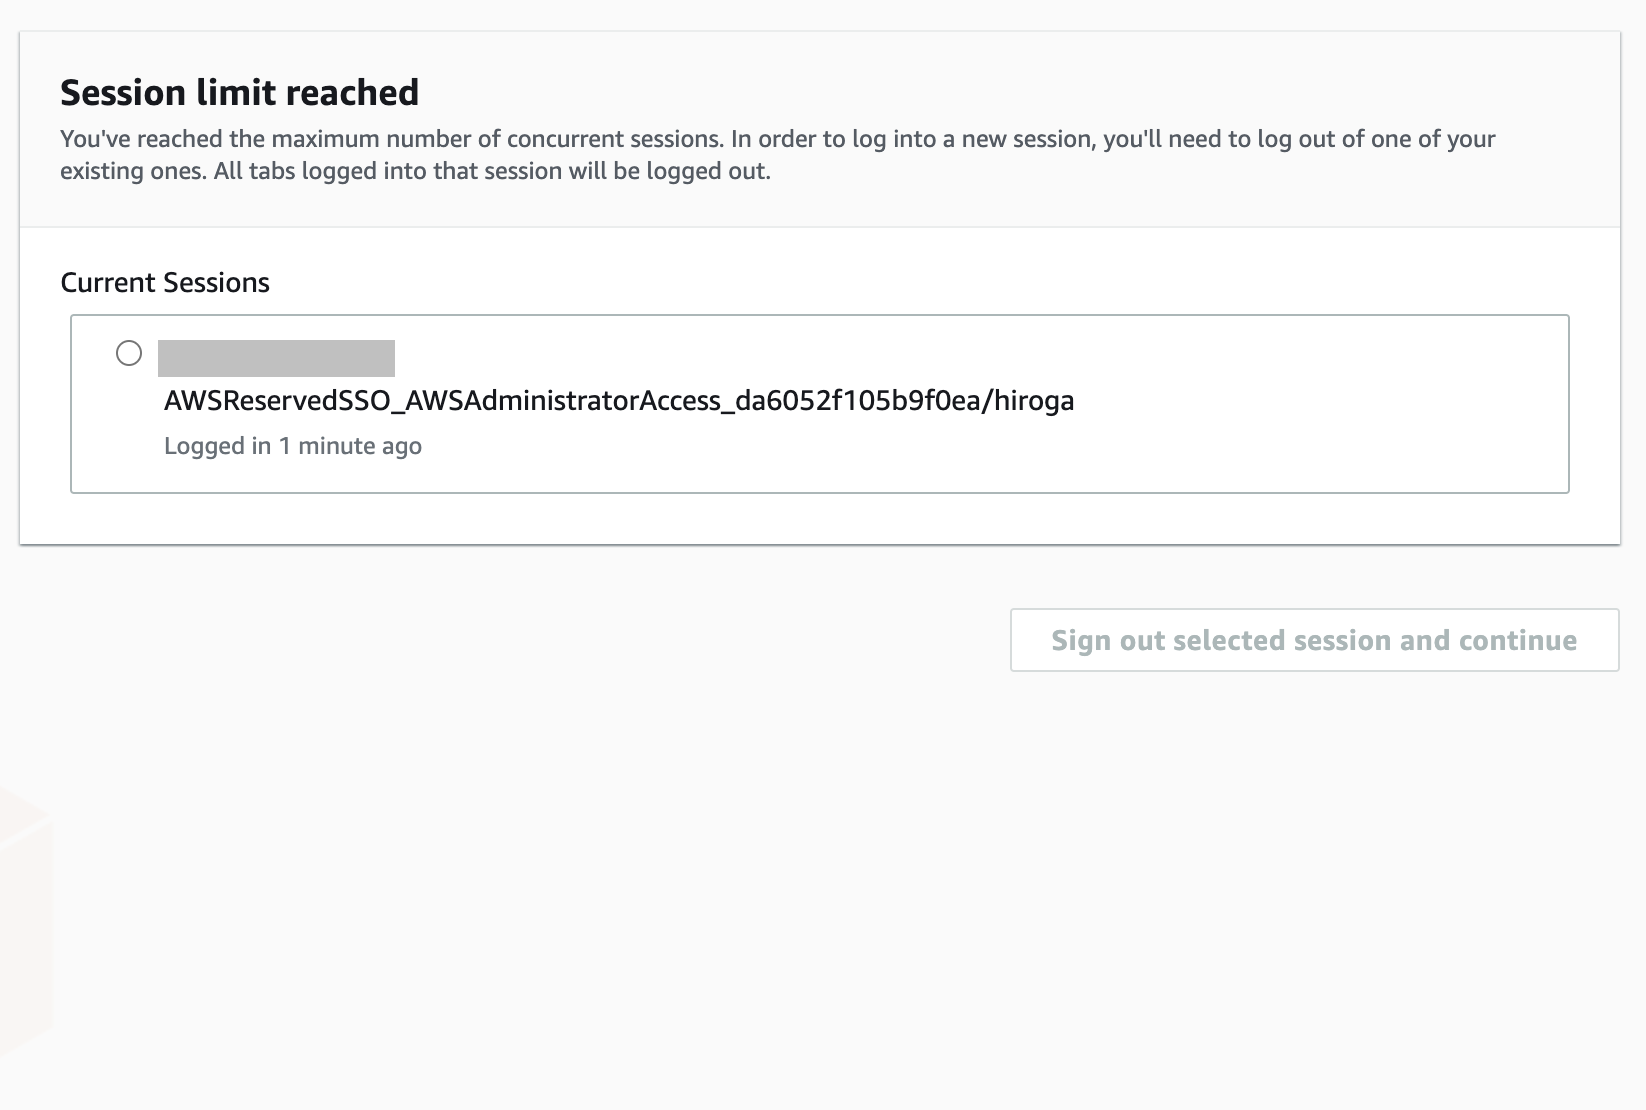 Session limit reached
You've reached the maximum number of concurrent sessions. In order to log into a new session, you'll need to log out of one of your
existing ones. All tabs logged into that session will be logged out.
Current Sessions
AWSReservedSSO_AWSAdministratorAccess_da6052f105b9f0ea/hiroga
Logged in 1 minute ago
Sign out selected session and continue